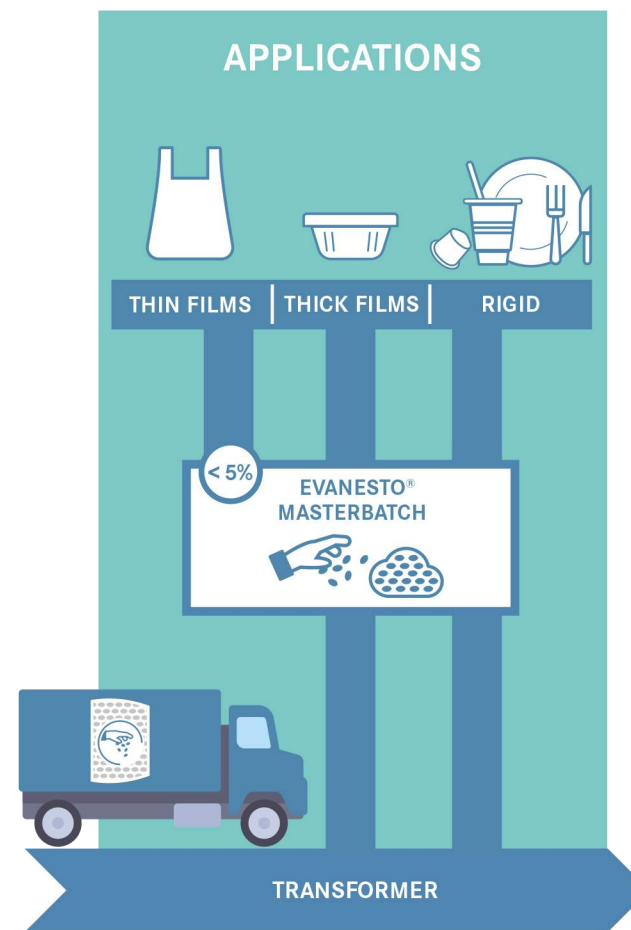 APPLICATIONS
THIN FILMS | THICK FILMS | RIGID
< 5%
EVANESTO®
MASTERBATCH
TRANSFORMER